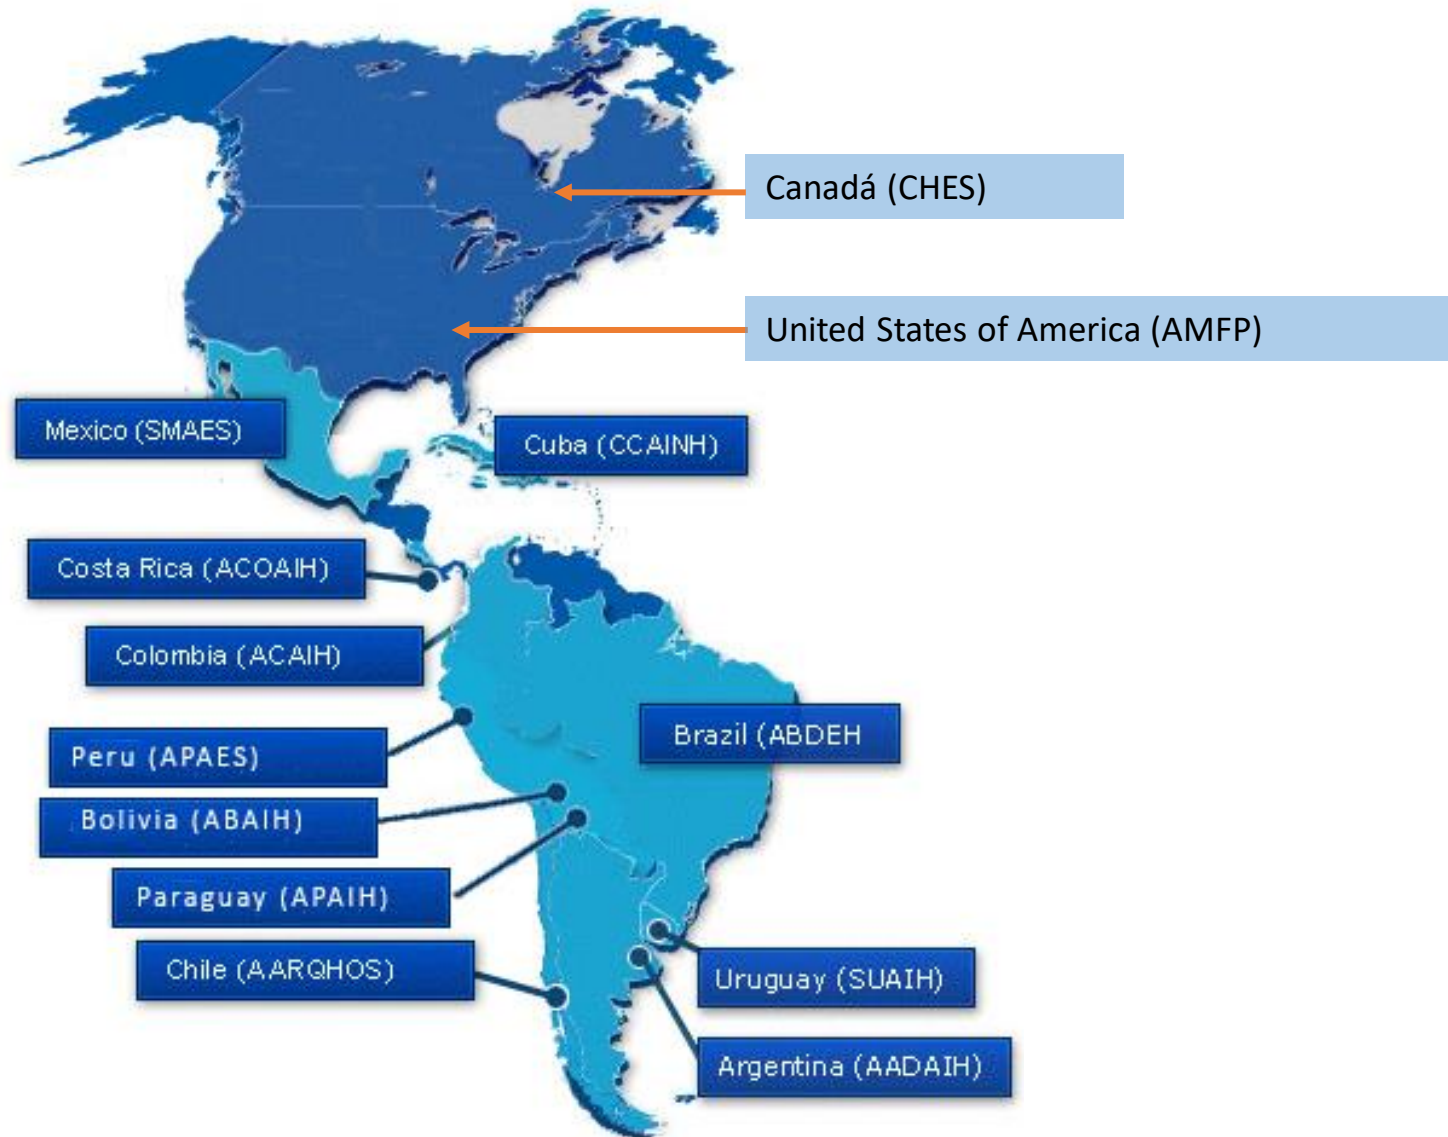 Canadá (CHES)
United States of America (AMFP)
Mexico (SMAES)
Cuba (CCAINH)
Costa Rica (ACOAIH)
Colombia (ACAIH)
Brazil (ABDEH
Peru (APAES)
Bolivia (ABAIH)
Paraguay (APAIH)
Chile (AARQHOS)
Uruguay (SUAIH)
Argentina (AADAIH)